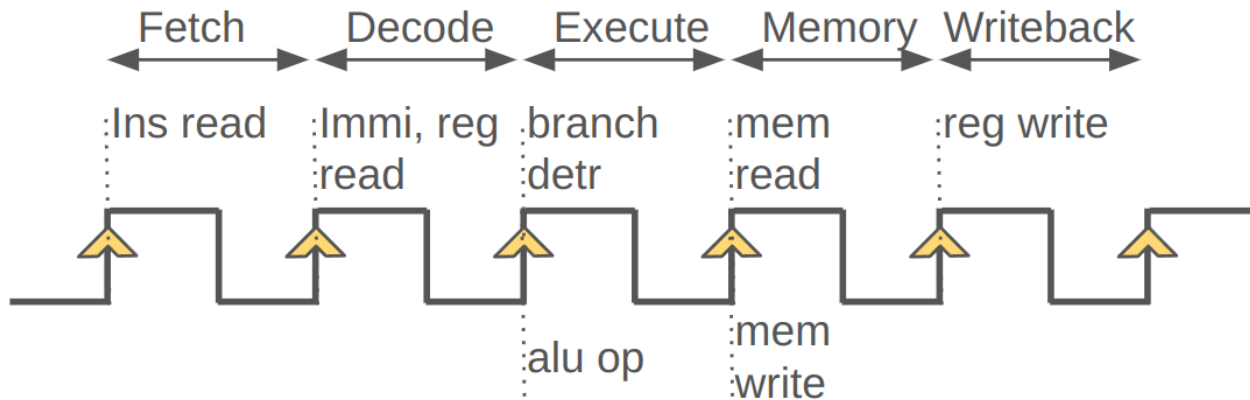 Fetch
Decode
Execute
Memory
Writeback
Ins read
Immi, reg
read
branch
detr
mem
read
reg write
alu op
mem
write